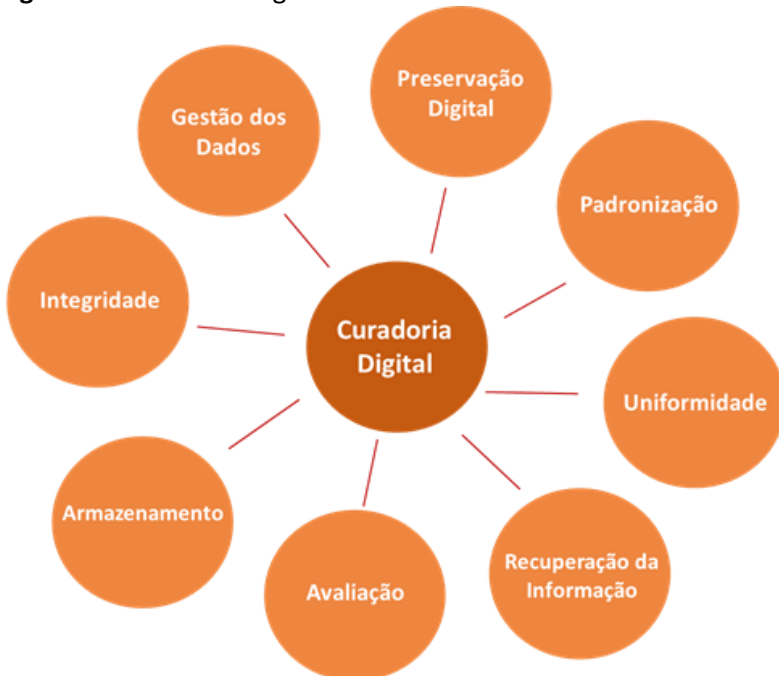 Preservação
Digital
Gestão dos
Dados
Padronização
Integridade
Curadoria
Digital
Uniformidade
Armazenamento
Recuperação da
Informação
Avaliação